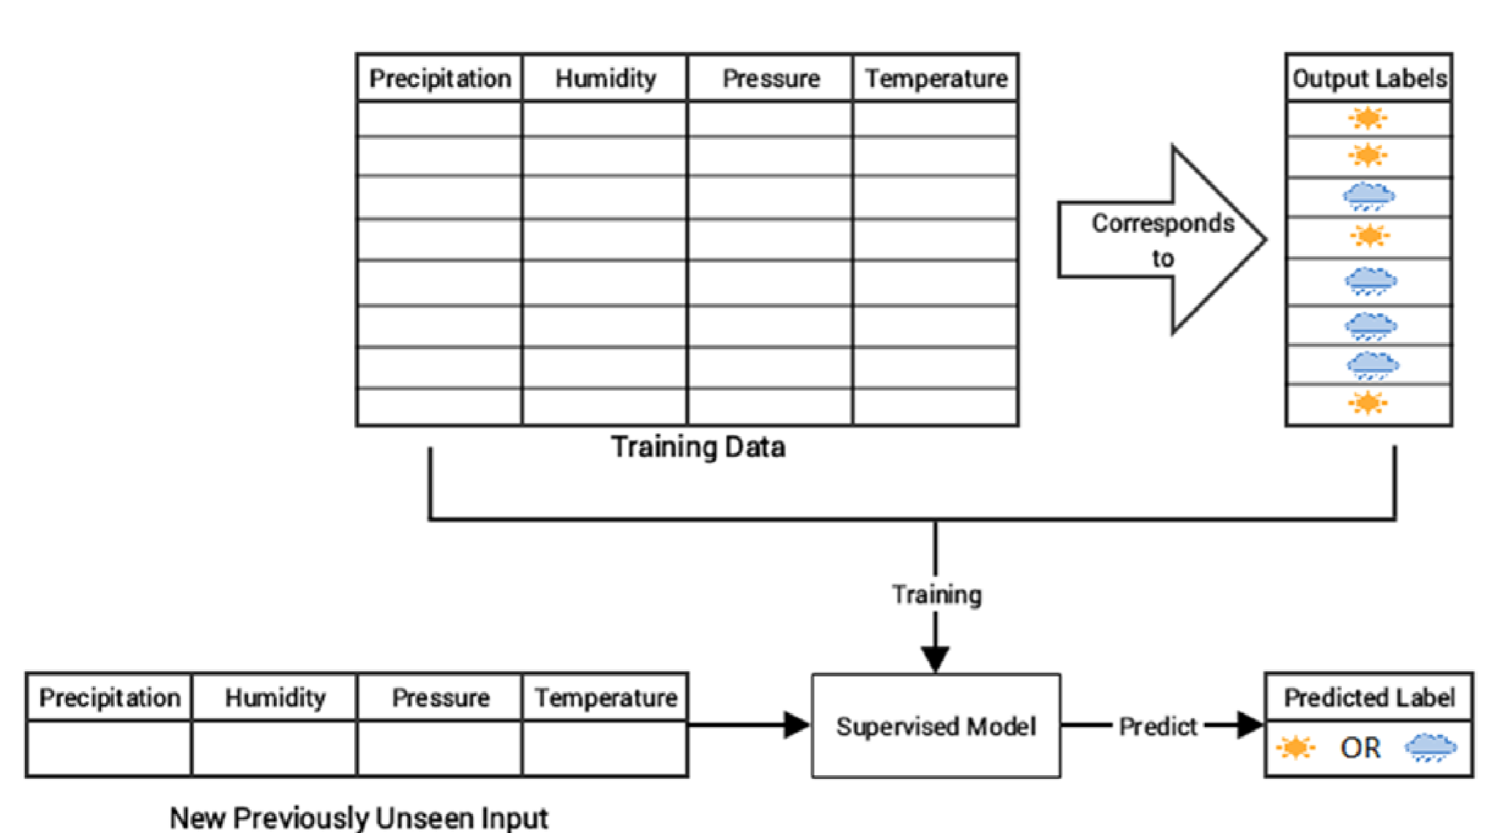 Precipitation Humidity Pressure Temperature Output Labels
Corresponds
to
Training Data
Training
Precipitation Humidity Pressure Temperature
Supervised Model
Predict
Predicted Label
OR
New Previously Unseen Input